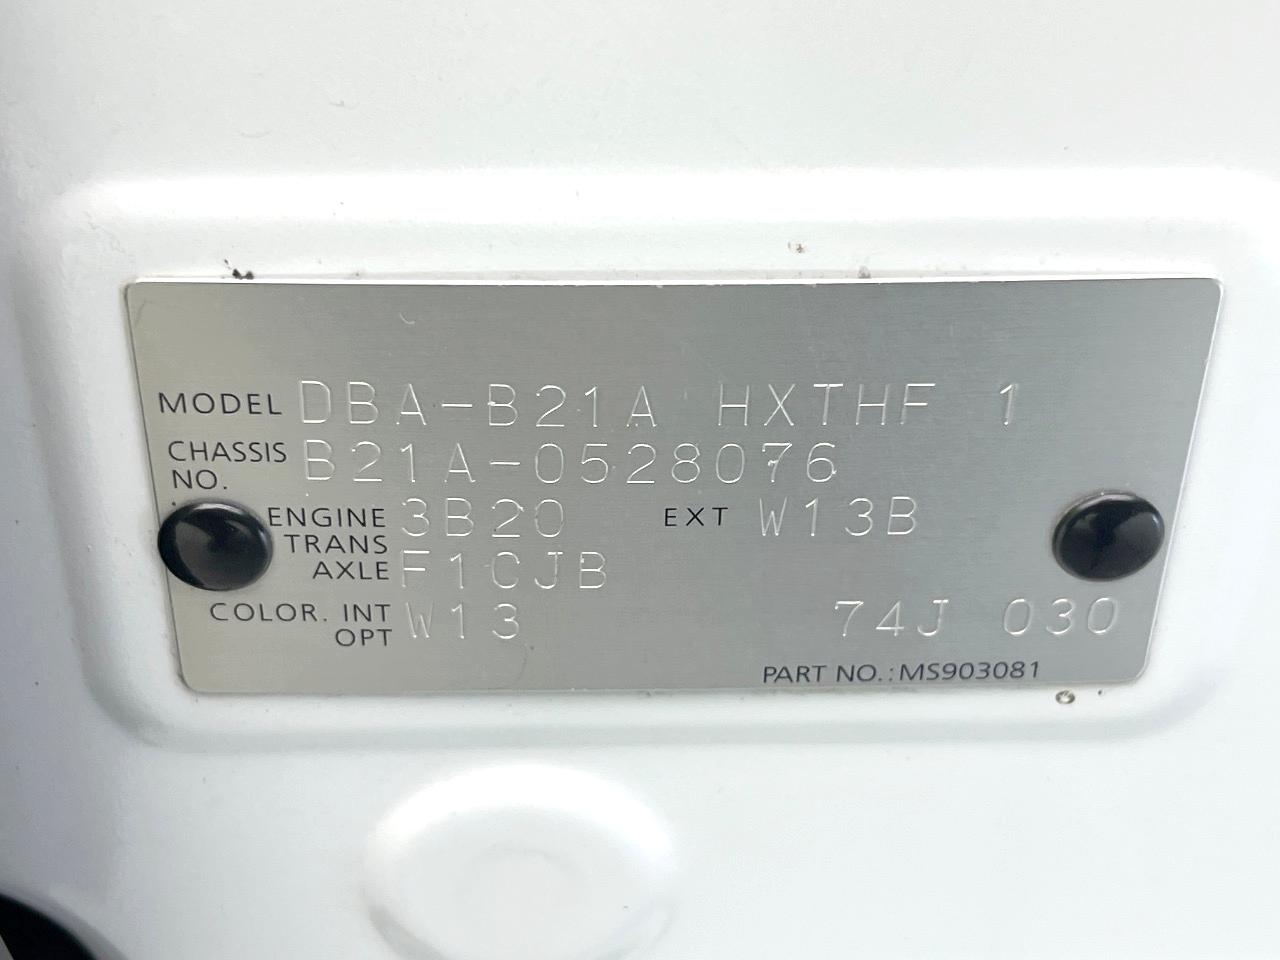 MODEL DBA-B21A HXTHF 1
CHASSIS NO. B21A-0528076
ENGINE 3B20 EXT W13B
TRANS AXLE F1CJB
COLOR. INT OPT W13 74J 030
PART NO.: MS903081